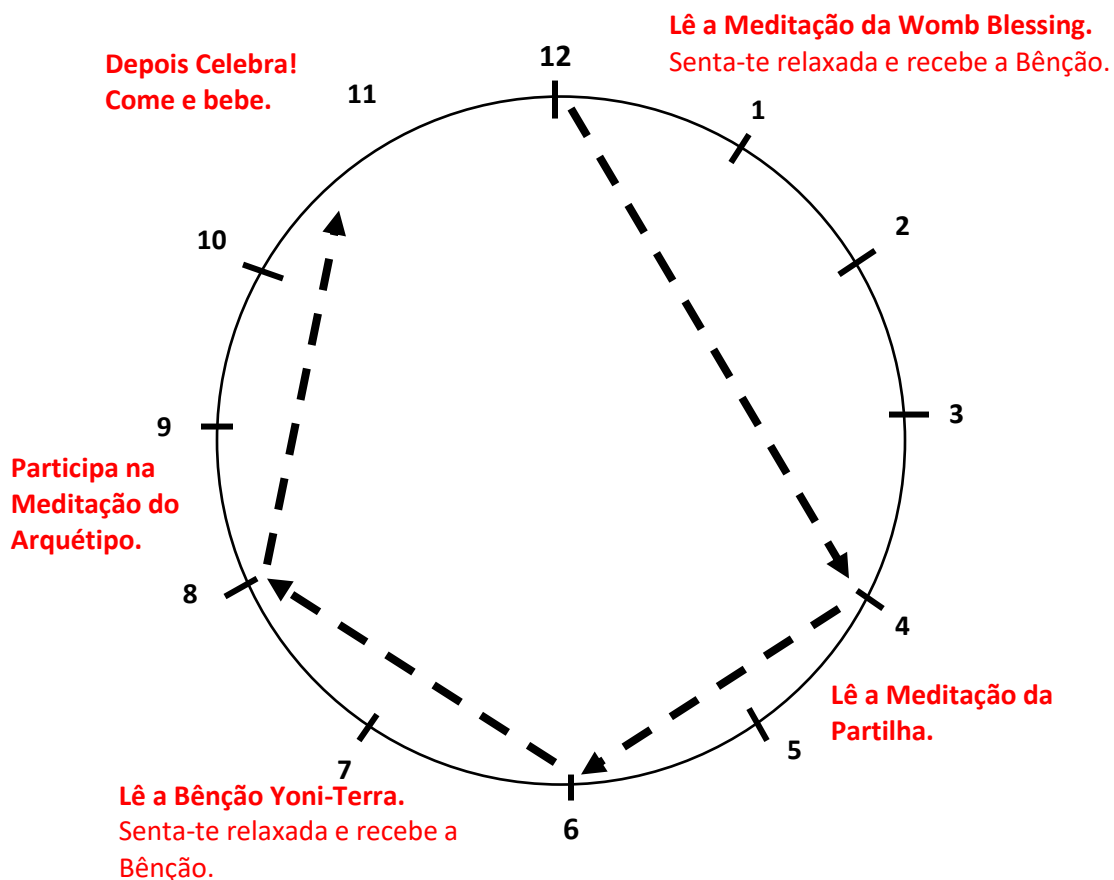 Lê a Meditação da Womb Blessing.
Senta-te relaxada e recebe a Bênção.
Depois Celebra!
Come e bebe.
12
11
1
2
10
3
9
Participa na
Meditação do
Arquétipo.
8
4
Lê a Meditação da
Partilha.
5
7
Lê a Bênção Yoni-Terra.
Senta-te relaxada e recebe a
Bênção.
6